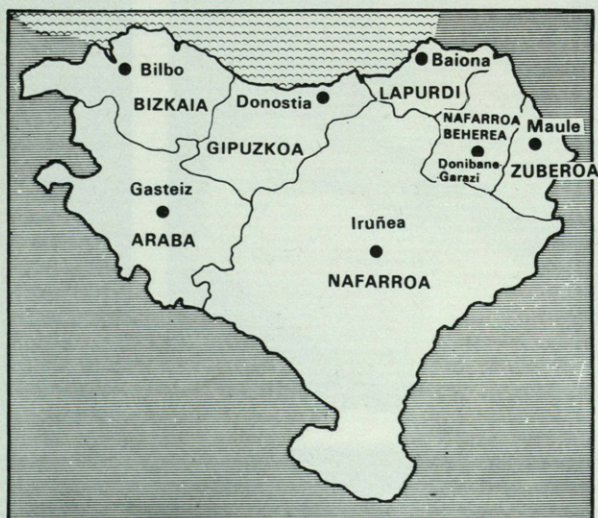 Bilbo
BIZKAIA
Donostia
GIPUZKOA
Baiona
LAPURDI
NAFARROA
BEHEREA
Donibane
Garazi
Maule
ZUBEROA
Gasteiz
ARABA
Iruñea
NAFARROA